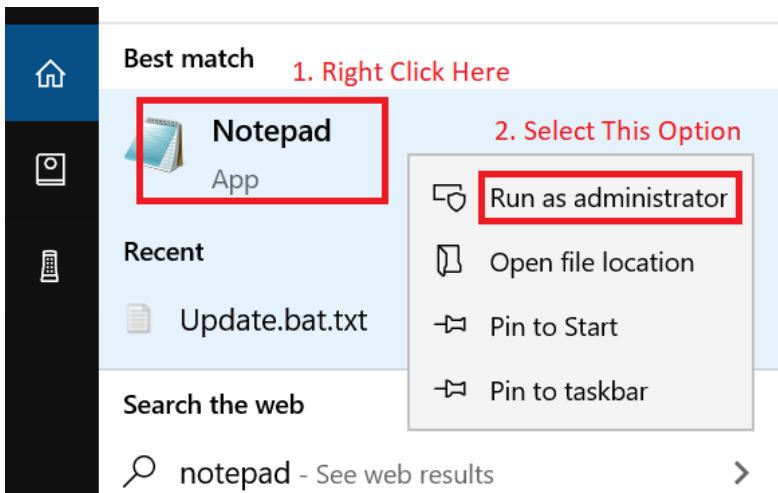 Best match
1. Right Click Here
Notepad
App
2. Select This Option
Run as administrator
Open file location
Pin to Start
Pin to taskbar
Recent
Update.bat.txt
Search the web
notepad - See web results